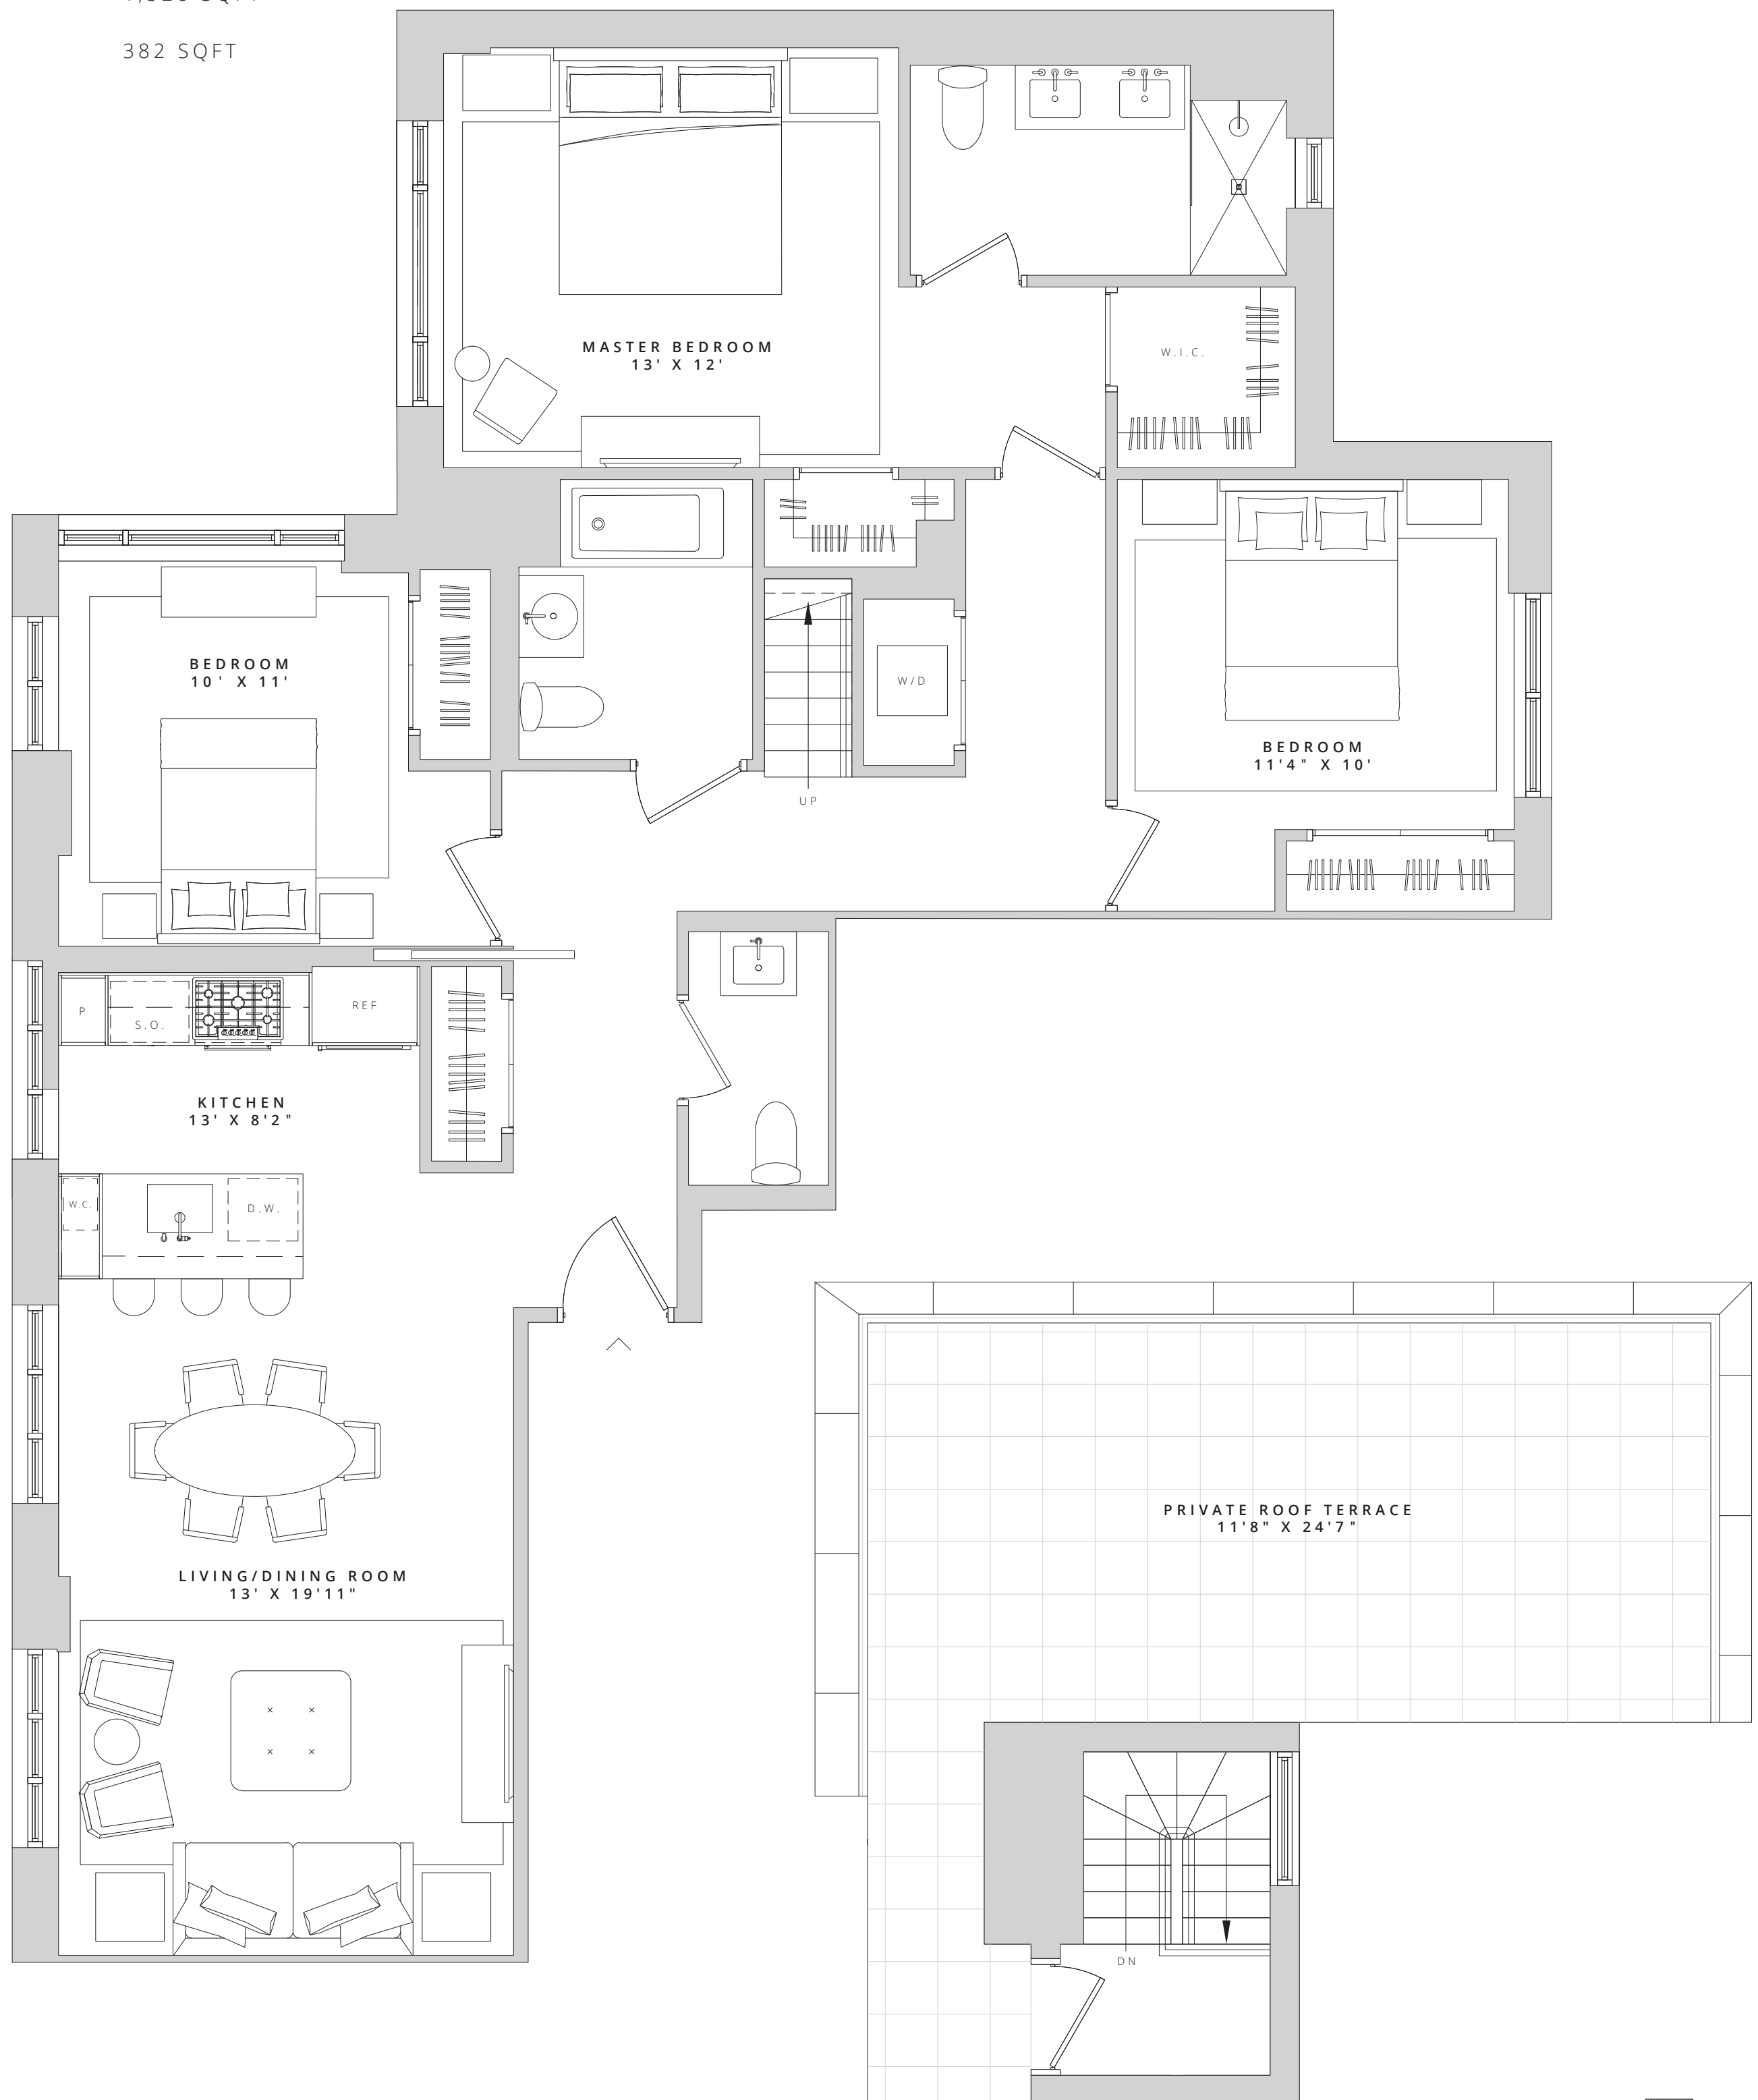 382 SQFT
MASTER BEDROOM
13' X 12'
W.I.C.
BEDROOM
10' X 11'
W/D
BEDROOM
11'4" X 10'
UP
P
S.O.
REF
KITCHEN
13' X 8'2"
W.C.
D.W.
PRIVATE ROOF TERRACE
11'8" X 24'7"
LIVING/DINING ROOM
13' X 19'11"
DN